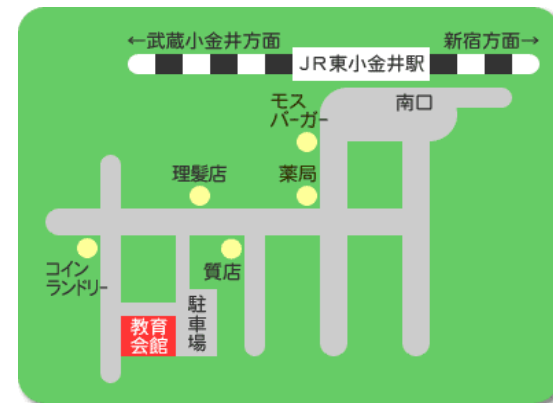 ←武蔵小金井方面
新宿方面→
JR東小金井駅
モス
バーガー
南口
理髪店
薬局
コイン
ランドリー
質店
駐車場
教育
会館